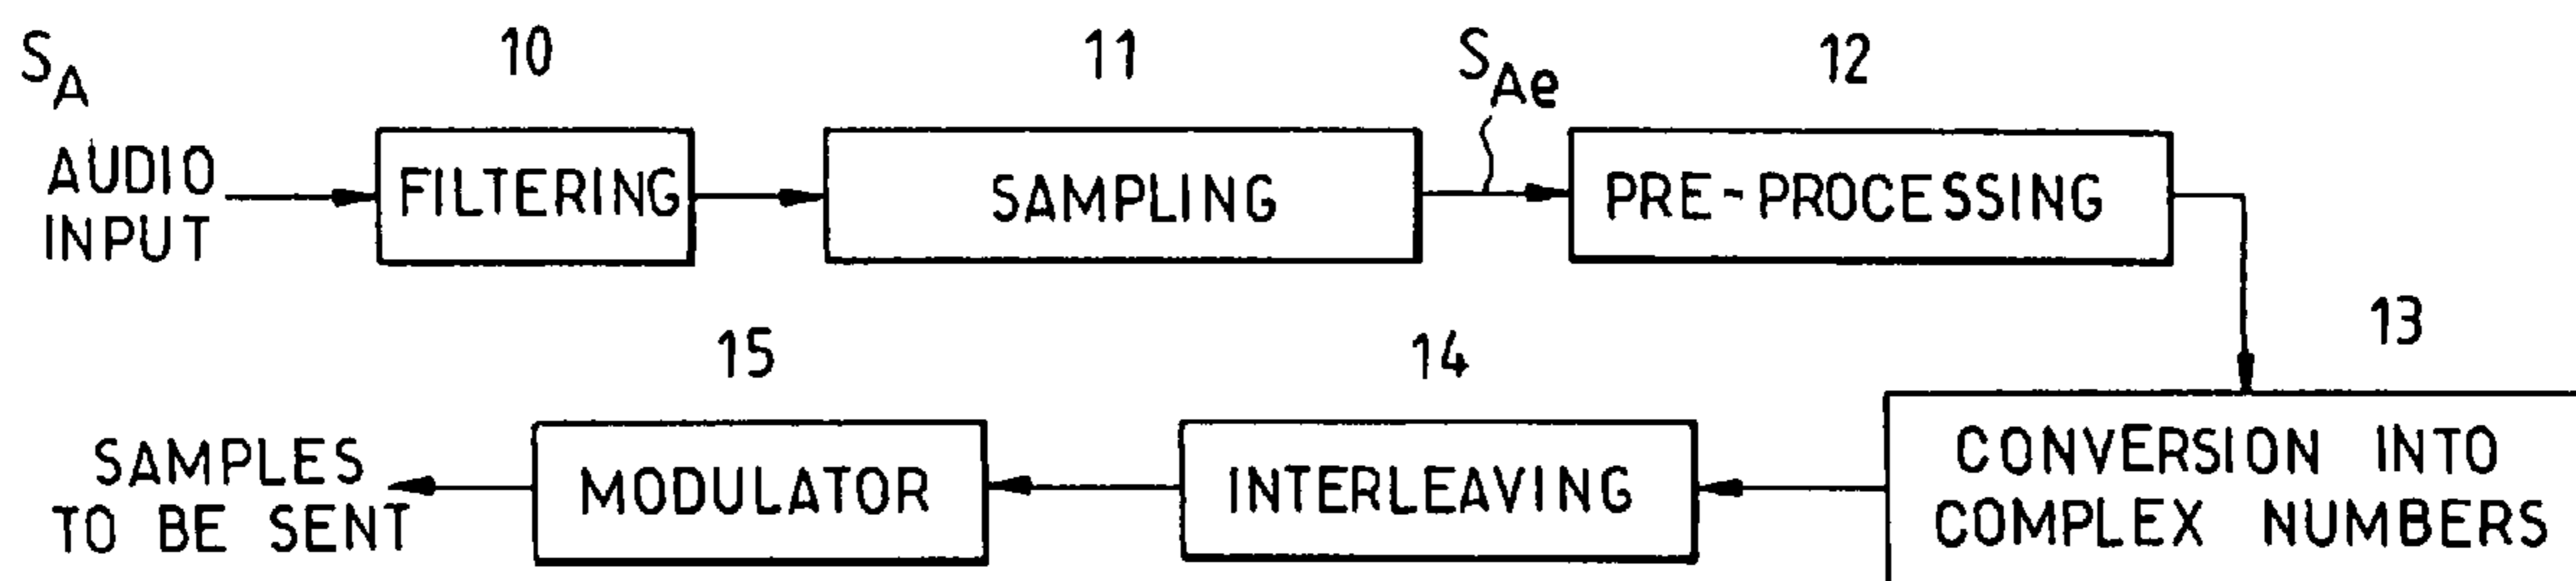 S_A
10
11
S_Ae
12
AUDIO
INPUT
FILTERING
SAMPLING
PRE-PROCESSING
13
15
14
SAMPLES
TO BE SENT
MODULATOR
INTERLEAVING
CONVERSION INTO
COMPLEX NUMBERS